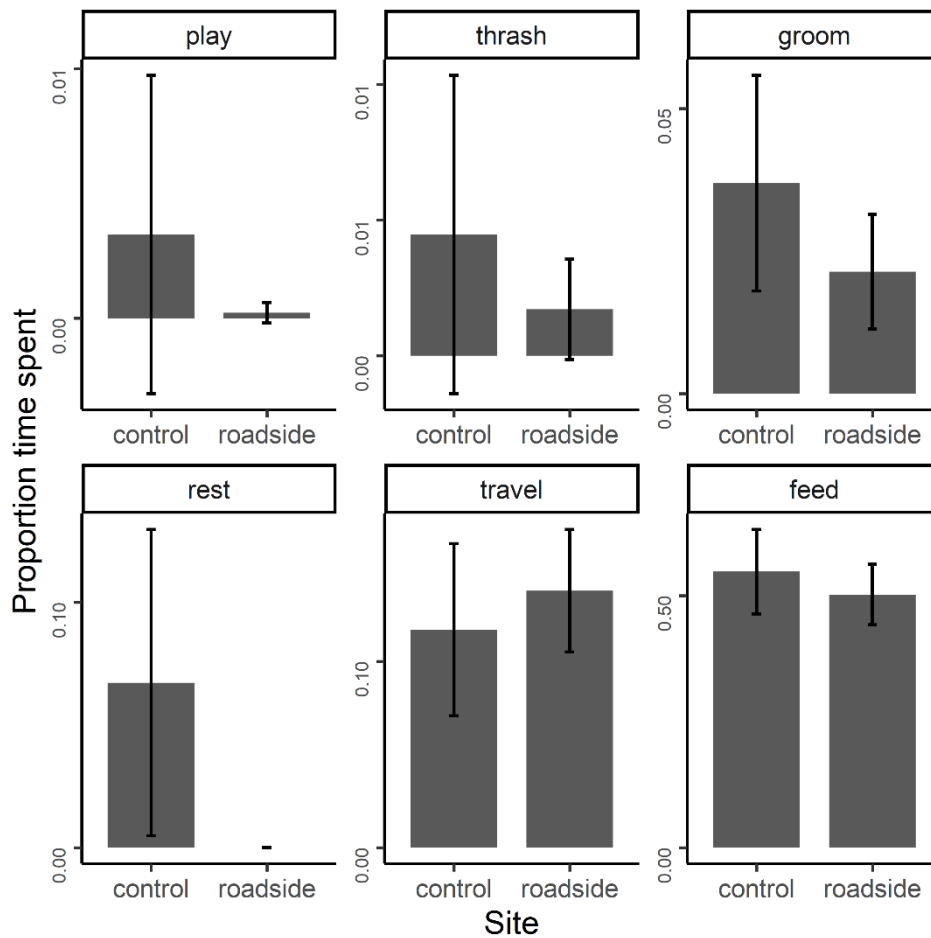 play
thrash
groom
0.01
0.00
0.01
0.01
0.00
0.05
0.00
control
roadside
control
roadside
control
roadside
Proportion time spent
rest
travel
feed
0.10
0.00
0.10
0.00
0.50
0.00
control
roadside
control
roadside
control
roadside
Site